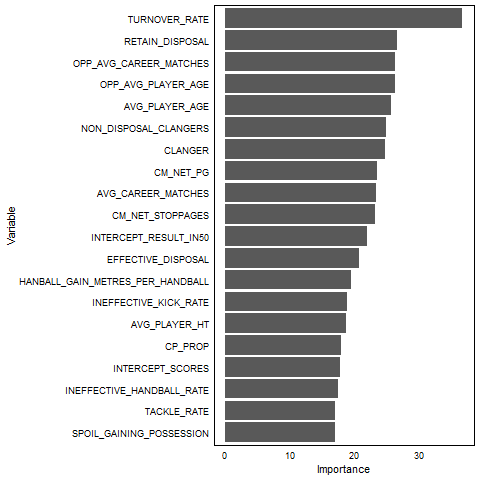 TURNOVER_RATE
RETAIN_DISPOSAL
OPP_AVG_CAREER_MATCHES
OPP_AVG_PLAYER_AGE
AVG_PLAYER_AGE
NON_DISPOSAL_CLANGERS
CLANGER
CM_NET_PG
AVG_CAREER_MATCHES
CM_NET_STOPPAGES
INTERCEPT_RESULT_IN50
EFFECTIVE_DISPOSAL
HANBALL_GAIN_METRES_PER_HANDBALL
INEFFECTIVE_KICK_RATE
AVG_PLAYER_HT
CP_PROP
INTERCEPT_SCORES
INEFFECTIVE_HANDBALL_RATE
TACKLE_RATE
SPOIL_GAINING_POSSESSION
Variable
0 10 20 30
Importance